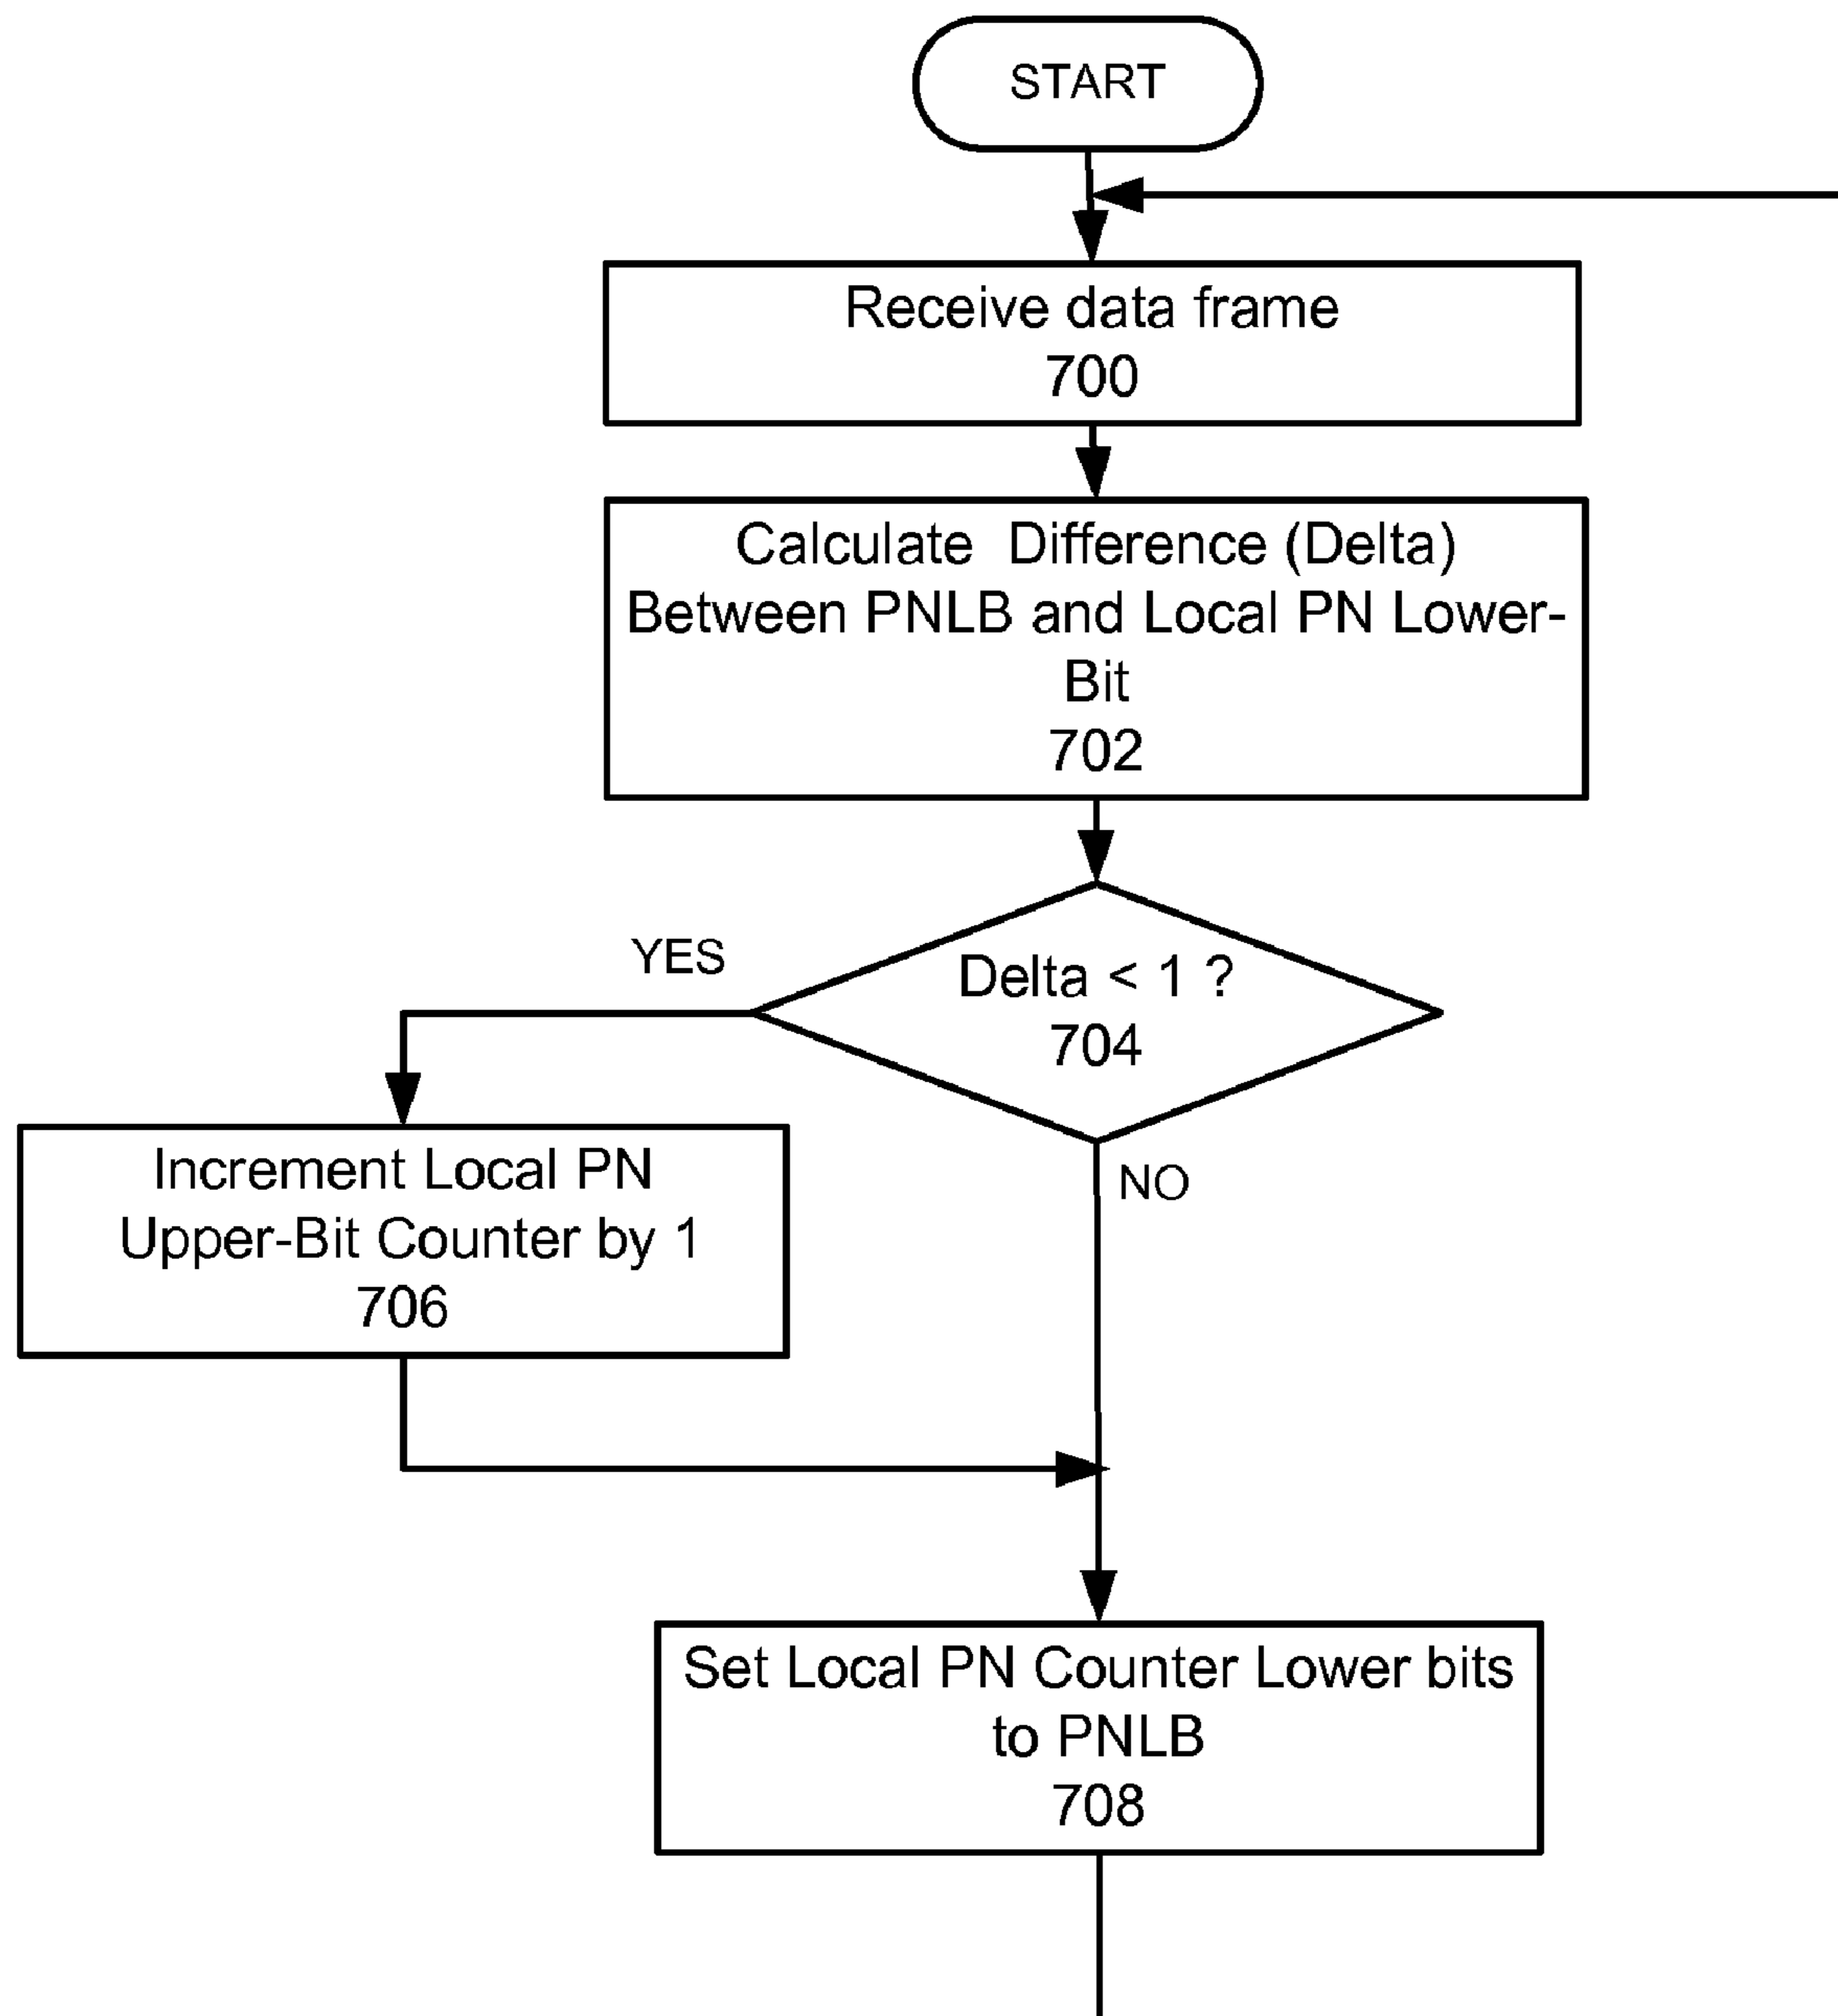 START
Receive data frame
700
Calculate Difference (Delta)
Between PNLB and Local PN Lower-
Bit
702
YES
Delta < 1 ?
704
Increment Local PN
Upper-Bit Counter by 1
706
NO
Set Local PN Counter Lower bits
to PNLB
708